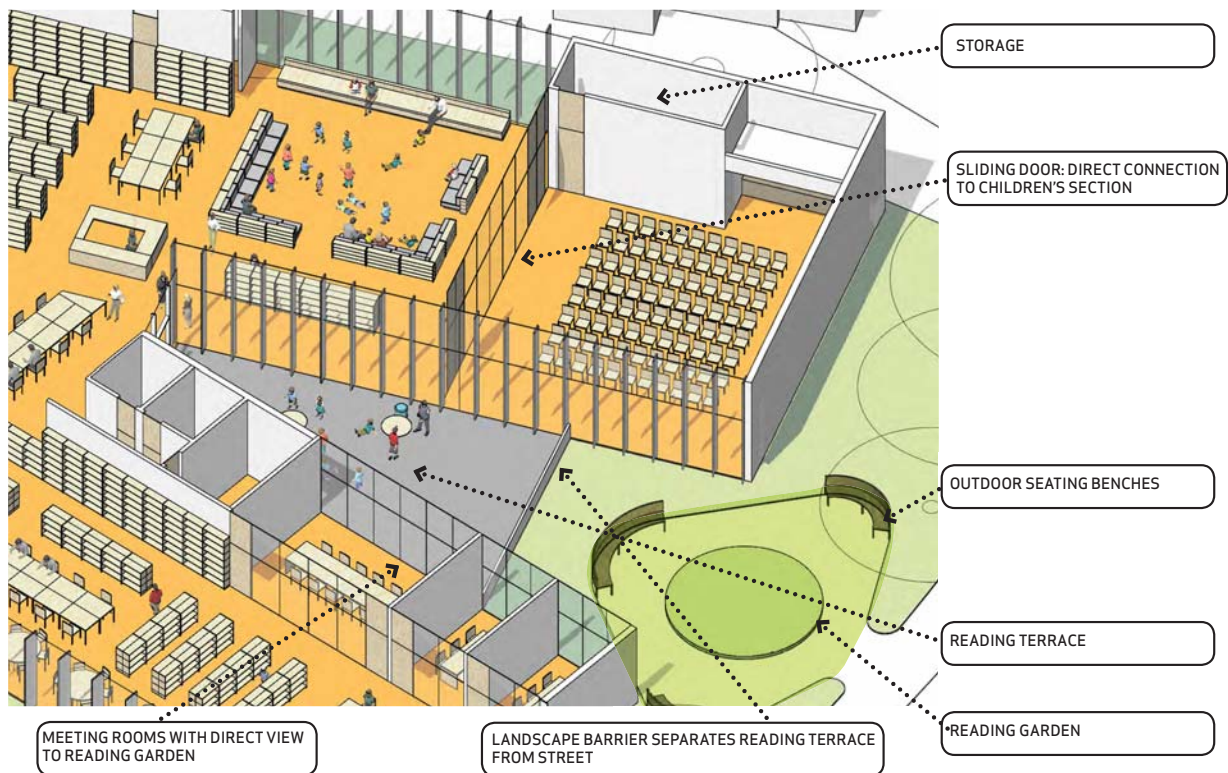 STORAGE
SLIDING DOOR: DIRECT CONNECTION
TO CHILDREN'S SECTION
OUTDOOR SEATING BENCHES
READING TERRACE
READING GARDEN
MEETING ROOMS WITH DIRECT VIEW
TO READING GARDEN
LANDSCAPE BARRIER SEPARATES READING TERRACE
FROM STREET